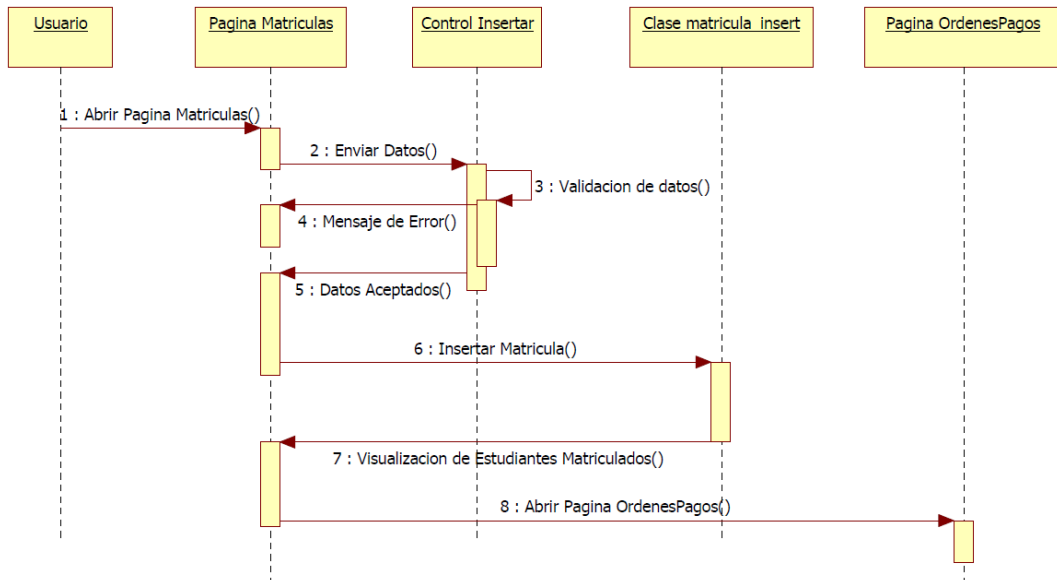 Usuario
Pagina Matriculas
Control Insertar
Clase matricula_insert
Pagina OrdenesPagos
1 : Abrir Pagina Matriculas()
2 : Enviar Datos()
3 : Validacion de datos()
4 : Mensaje de Error()
5 : Datos Aceptados()
6 : Insertar Matricula()
7 : Visualizacion de Estudiantes Matriculados()
8 : Abrir Pagina OrdenesPagos()